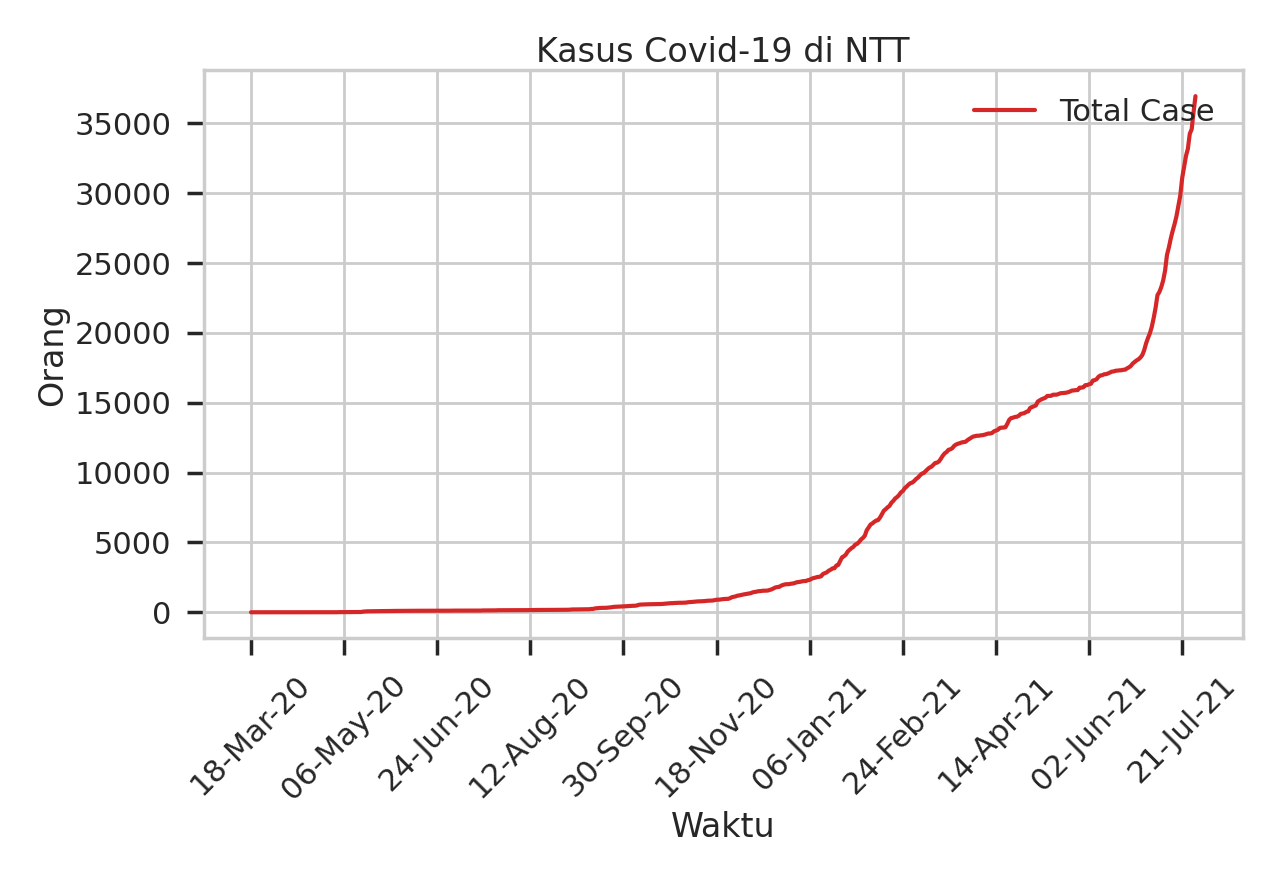 Kasus Covid-19 di NTT
Total Case
Orang
35000
30000
25000
20000
15000
10000
5000
0
18-Mar-20
06-May-20
24-Jun-20
12-Aug-20
30-Sep-20
18-Nov-20
06-Jan-21
24-Feb-21
14-Apr-21
02-Jun-21
21-Jul-21
Waktu